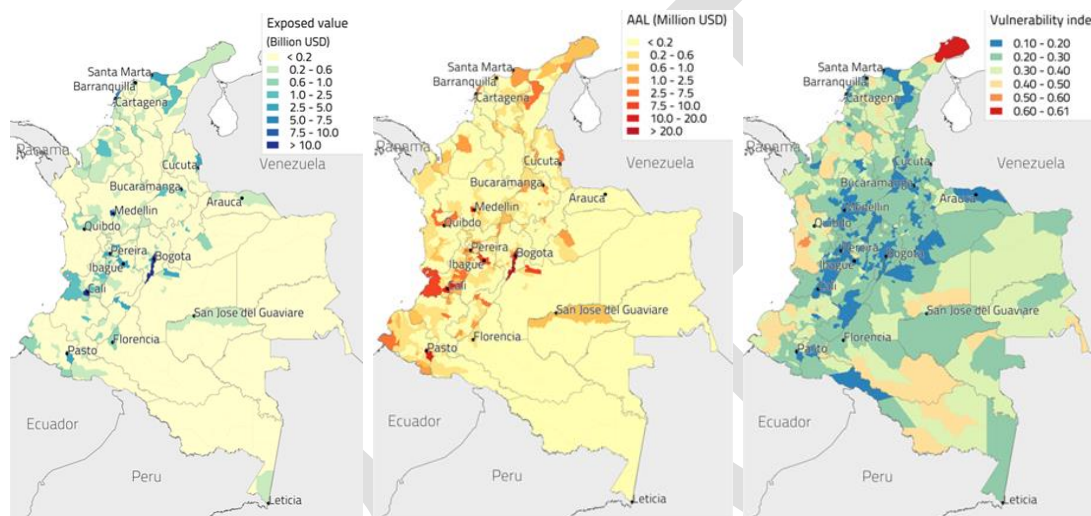 Exposed value
(Billion USD)
< 0.2
0.2 - 0.6
0.6 - 1.0
1.0 - 2.5
2.5 - 5.0
5.0 - 7.5
7.5 - 10.0
> 10.0
Santa Marta
Barranquilla
Cartagena
Panama
Cucuta
Venezuela
Bucaramanga
Arauca
Medellin
Quibdo
Pereira
Bogota
Ibague
Cali
San Jose del Guaviare
Florencia
Pasto
Ecuador
Peru
Leticia
AAL (Million USD)
< 0.2
0.2 - 0.6
0.6 - 1.0
1.0 - 2.5
2.5 - 7.5
7.5 - 10.0
10.0 - 20.0
> 20.0
Santa Marta
Barranquilla
Cartagena
Panama
Cucuta
Venezuela
Bucaramanga
Arauca
Medellin
Quibdo
Pereira
Bogota
Ibague
Cali
San Jose del Guaviare
Florencia
Pasto
Ecuador
Peru
Leticia
Vulnerability inde
0.10 - 0.20
0.20 - 0.30
0.30 - 0.40
0.40 - 0.50
0.50 - 0.60
0.60 - 0.61
Santa Marta
Barranquilla
Cartagena
Panama
Cucuta
Venezuela
Bucaramanga
Arauca
Medellin
Quibdo
Pereira
Bogota
Ibague
Cali
San Jose del Guaviare
Florencia
Pasto
Ecuador
Peru
Leticia